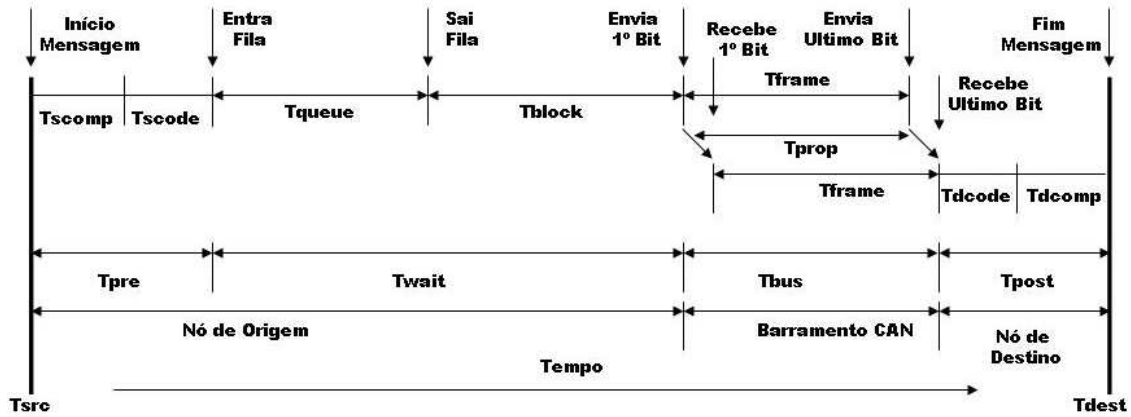 Início
Mensagem
Entra
Fila
Sai
Fila
Envia
1º Bit
Recebe
1º Bit
Envia
Ultimo Bit
Fim
Mensagem
Recebe
Ultimo Bit
Tscomp
Tscode
Tqueue
Tblock
Tframe
Tprop
Tframe
Tdcode
Tdcomp
Tpre
Twait
Tbus
Tpost
Nó de Origem
Barramento CAN
Nó de
Destino
Tempo
Tsrc
Tdest